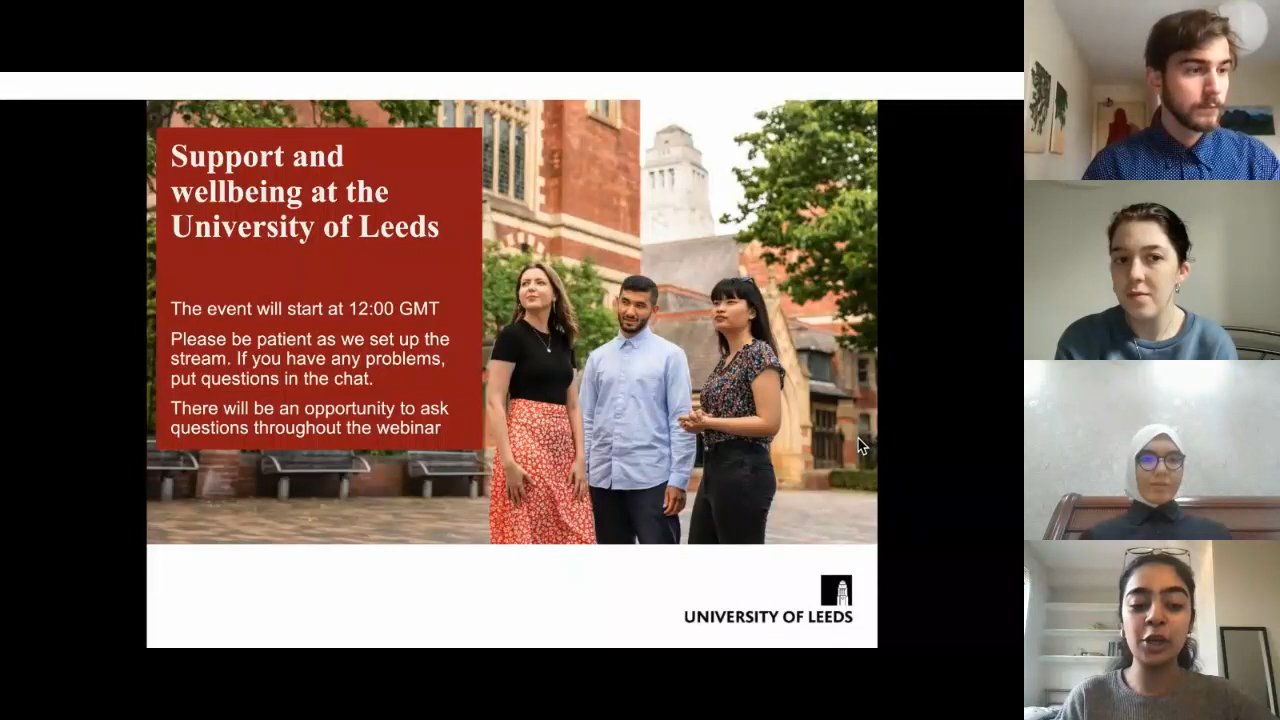 Support and
wellbeing at the
University of Leeds
The event will start at 12:00 GMT
Please be patient as we set up the
stream. If you have any problems,
put questions in the chat.
There will be an opportunity to ask
questions throughout the webinar
UNIVERSITY OF LEEDS